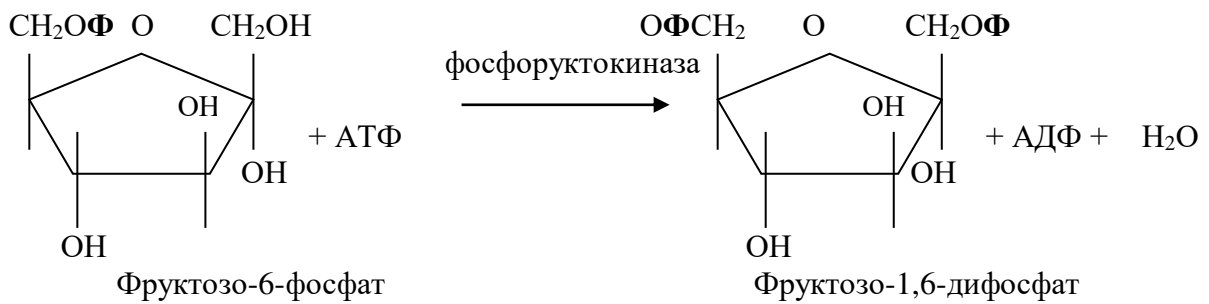 CH₂OФ O CH₂OH OФCH₂ O CH₂OФ
фосфоруктокиназа
OH OH
+ АТФ + АДФ + H₂O
OH OH
OH OH
Фруктозо-6-фосфат Фруктозо-1,6-дифосфат